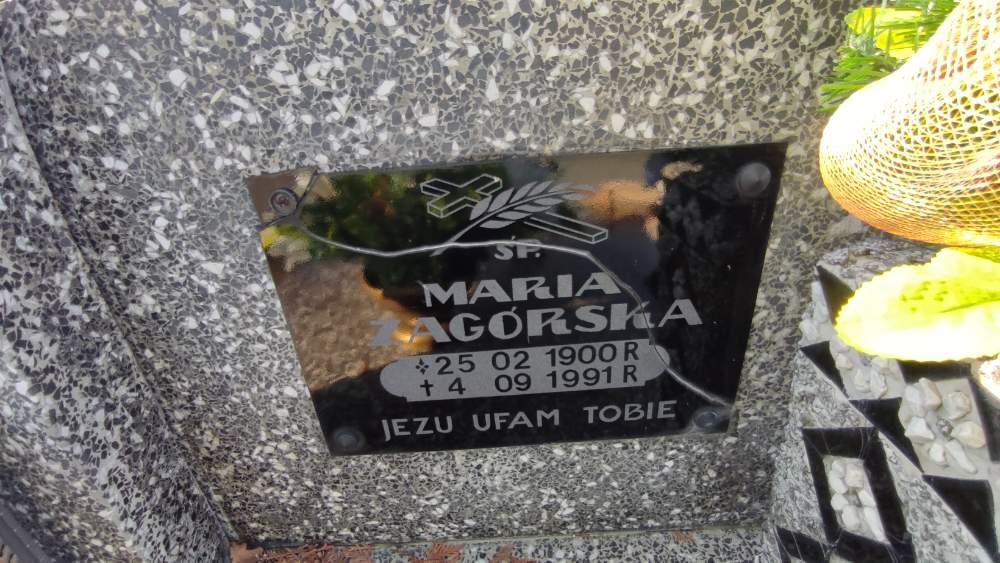 ŚP.
MARIA
ZAGÓRSKA
25 02 1900 R
✝ 4 09 1991 R
JEZU UFAM TOBIE